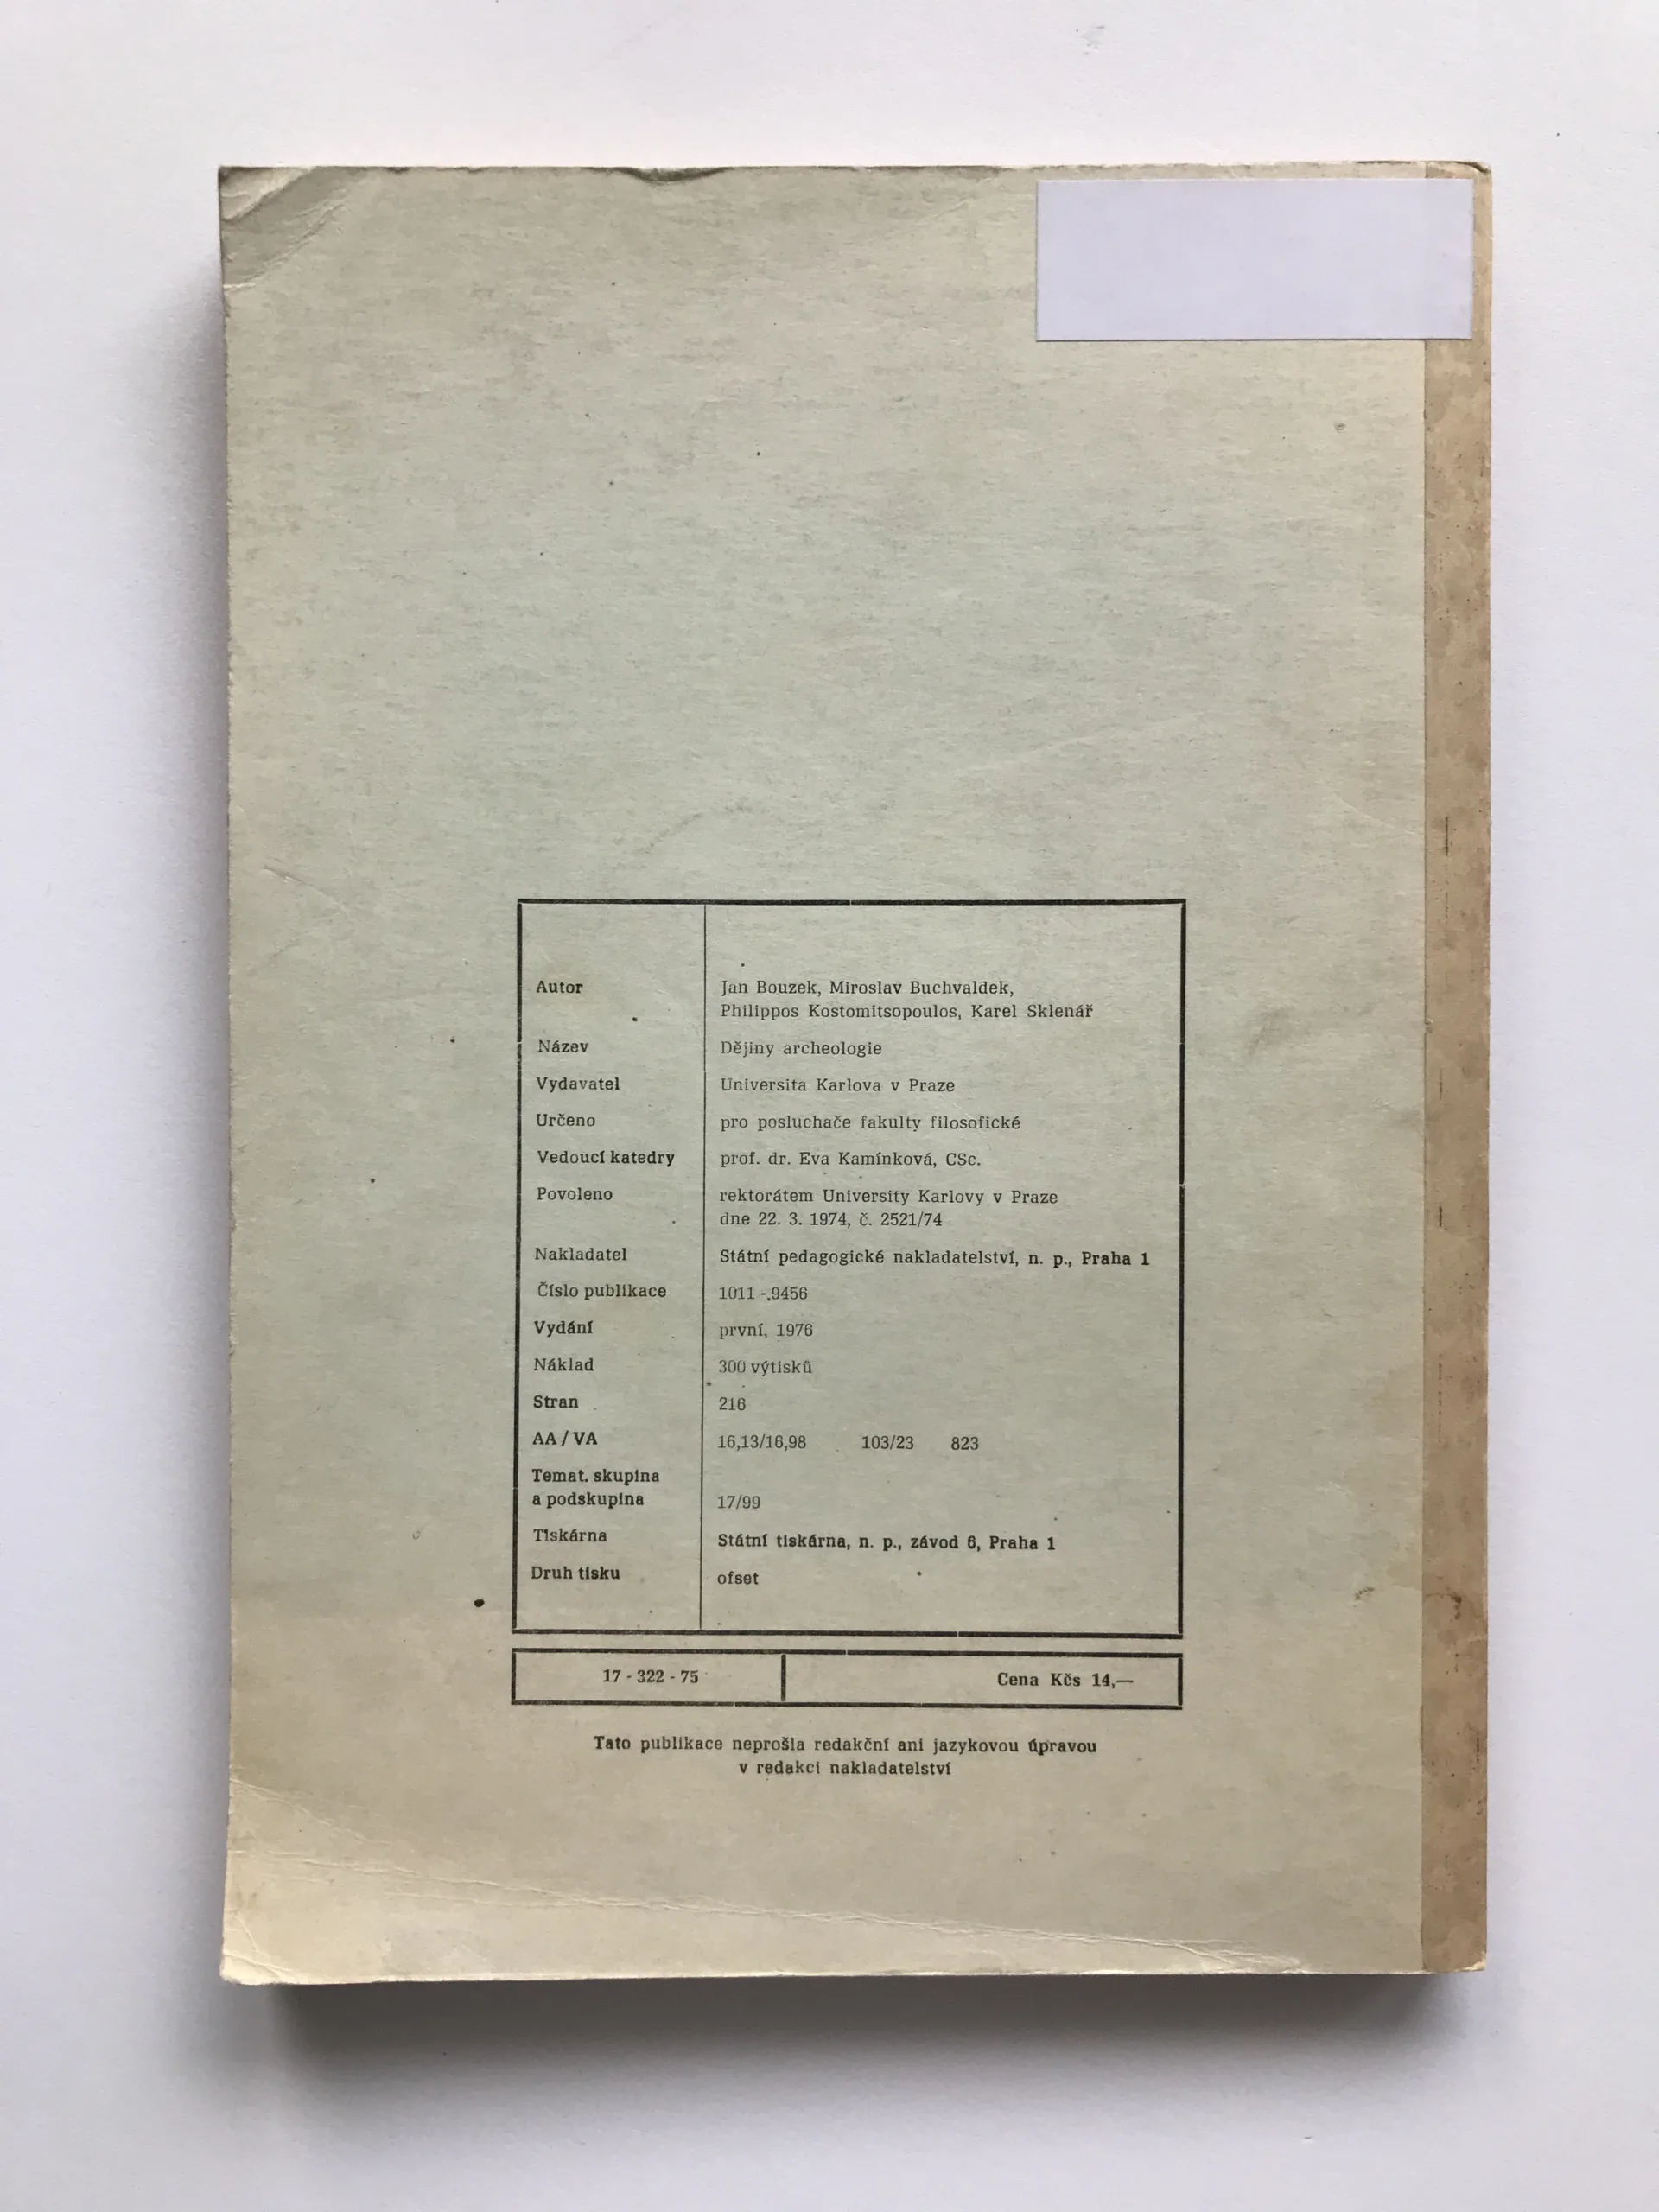 Autor Jan Bouzek, Miroslav Buchvaldek,
Philippos Kostomitsopoulos, Karel Sklenář
Název Dějiny archeologie
Vydavatel Universita Karlova v Praze
Určeno pro posluchače fakulty filosofické
Vedoucí katedry prof. dr. Eva Kamínková, CSc.
Povoleno rektorátem University Karlovy v Praze
dne 22. 3. 1974, č. 2521/74
Nakladatel Státní pedagogické nakladatelství, n. p., Praha 1
Číslo publikace 1011 - 9456
Vydání první, 1976
Náklad 300 výtisků
Stran 216
AA / VA 16,13/16,98 103/23 823
Temat. skupina
a podskupina 17/99
Tiskárna Státní tiskárna, n. p., závod 6, Praha 1
Druh tisku ofset
17 - 322 - 75 Cena Kčs 14,—
Tato publikace neprošla redakční ani jazykovou úpravou
v redakci nakladatelství